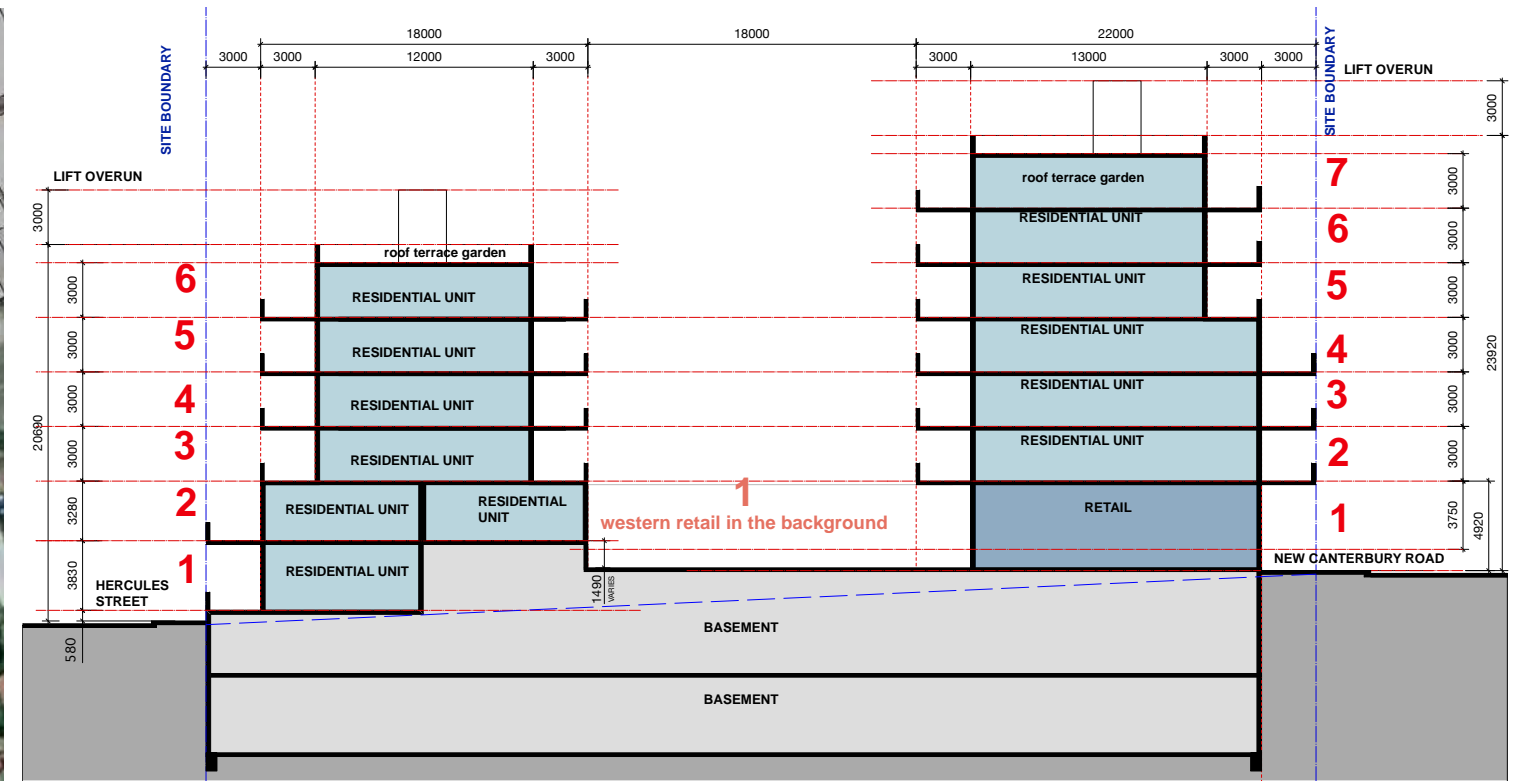 18000
18000
22000
3000
3000
12000
3000
3000
13000
3000
3000
SITE BOUNDARY
SITE BOUNDARY
LIFT OVERUN
3000
LIFT OVERUN
3000
roof terrace garden
7
3000
RESIDENTIAL UNIT
6
3000
roof terrace garden
6
RESIDENTIAL UNIT
3000
RESIDENTIAL UNIT
5
3000
5
RESIDENTIAL UNIT
3000
RESIDENTIAL UNIT
4
3000
23920
4
RESIDENTIAL UNIT
3000
20690
RESIDENTIAL UNIT
3
3000
3
RESIDENTIAL UNIT
3000
RESIDENTIAL UNIT
2
3000
2
RESIDENTIAL UNIT
RESIDENTIAL
UNIT
3280
1
western retail in the background
RETAIL
1
3750
4920
1
RESIDENTIAL UNIT
3830
HERCULES
STREET
1490
VARIES
NEW CANTERBURY ROAD
580
BASEMENT
BASEMENT